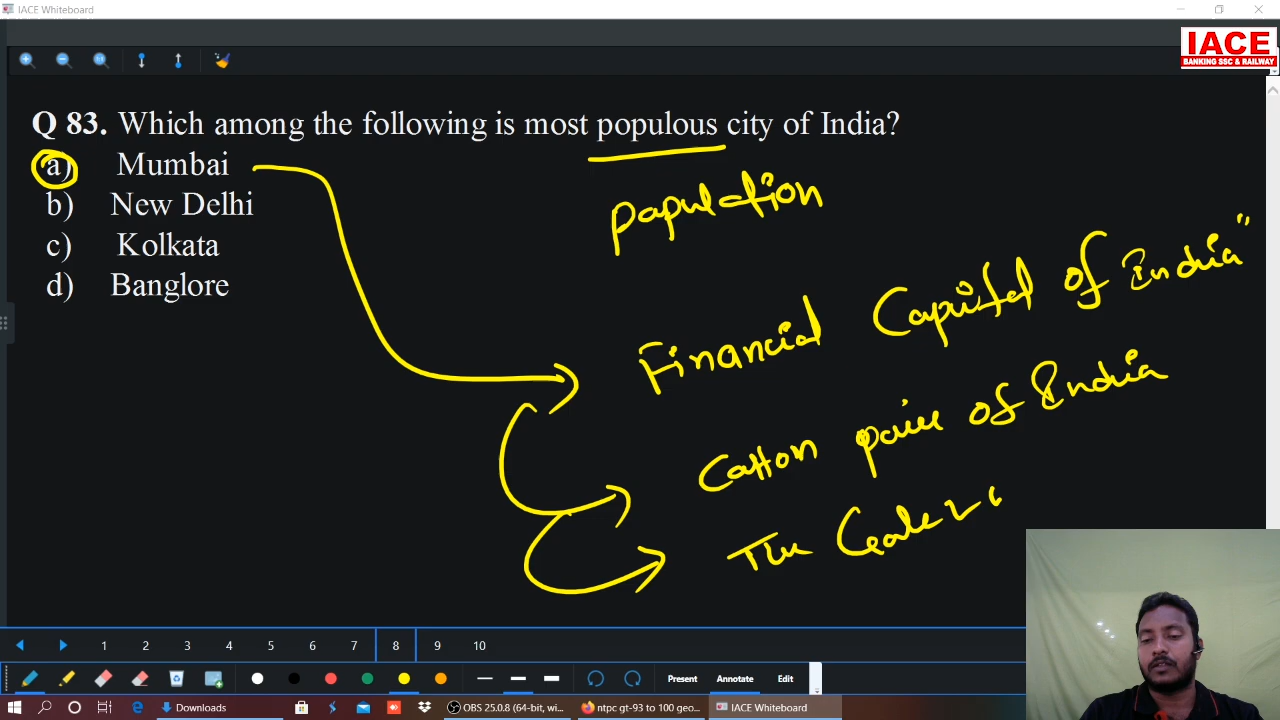 IACE Whiteboard
IACE
BANKING SSC & RAILWAY
Q 83. Which among the following is most populous city of India?
a) Mumbai
b) New Delhi
c) Kolkata
d) Banglore
population
Financial Capital of India"
Cotton of India
The
1 2 3 4 5 6 7 8 9 10
Present Annotate Edit
Downloads
OBS 25.0.8 (64-bit, wi...
ntpc gt-93 to 100 geo...
IACE Whiteboard